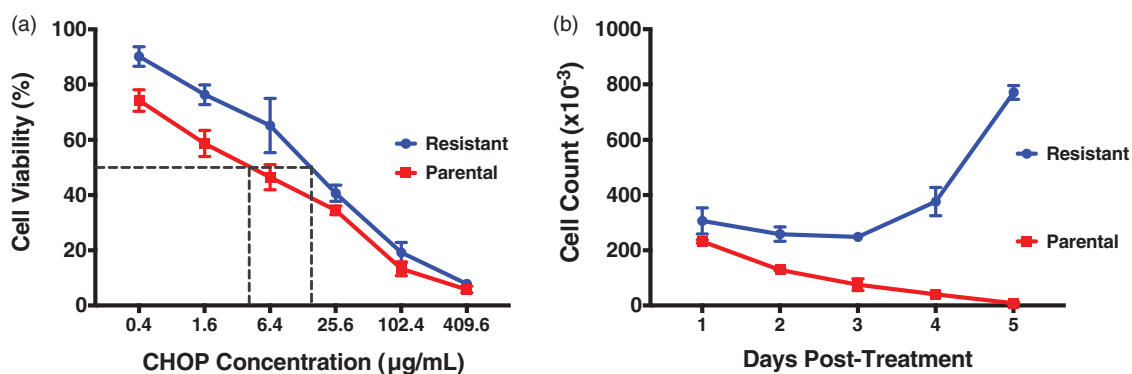 (a)
Cell Viability (%)
100
80
60
40
20
0
0.4 1.6 6.4 25.6 102.4 409.6
CHOP Concentration (µg/mL)
Resistant
Parental
(b)
Cell Count (x10-3)
1000
800
600
400
200
0
1 2 3 4 5
Days Post-Treatment
Resistant
Parental